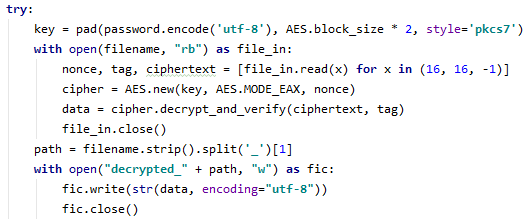 try:
    key = pad(password.encode('utf-8'), AES.block_size * 2, style='pkcs7')
    with open(filename, "rb") as file_in:
        nonce, tag, ciphertext = [file_in.read(x) for x in (16, 16, -1)]
        cipher = AES.new(key, AES.MODE_EAX, nonce)
        data = cipher.decrypt_and_verify(ciphertext, tag)
        file_in.close()
    path = filename.strip().split('_')[1]
    with open("decrypted_" + path, "w") as fic:
        fic.write(str(data, encoding="utf-8"))
        fic.close()